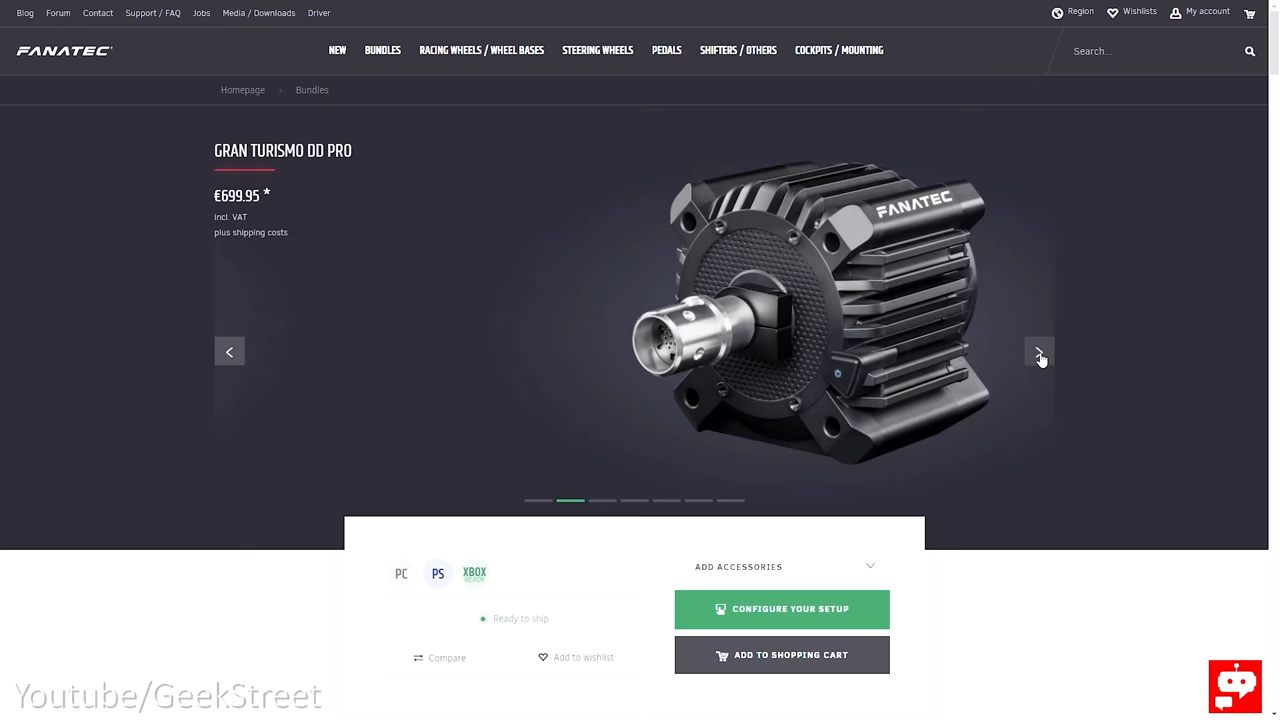 Blog Forum Contact Support / FAQ Jobs Media / Downloads Driver
Region Wishlists My account
FANATEC
NEW BUNDLES RACING WHEELS / WHEEL BASES STEERING WHEELS PEDALS SHIFTERS / OTHERS COCKPITS / MOUNTING
Search...
Homepage > Bundles
GRAN TURISMO DD PRO
€699.95 *
incl. VAT
plus shipping costs
FANATEC
PC PS XBOX
READY
Ready to ship
Compare Add to wishlist
ADD ACCESSORIES
CONFIGURE YOUR SETUP
ADD TO SHOPPING CART
Youtube/GeekStreet